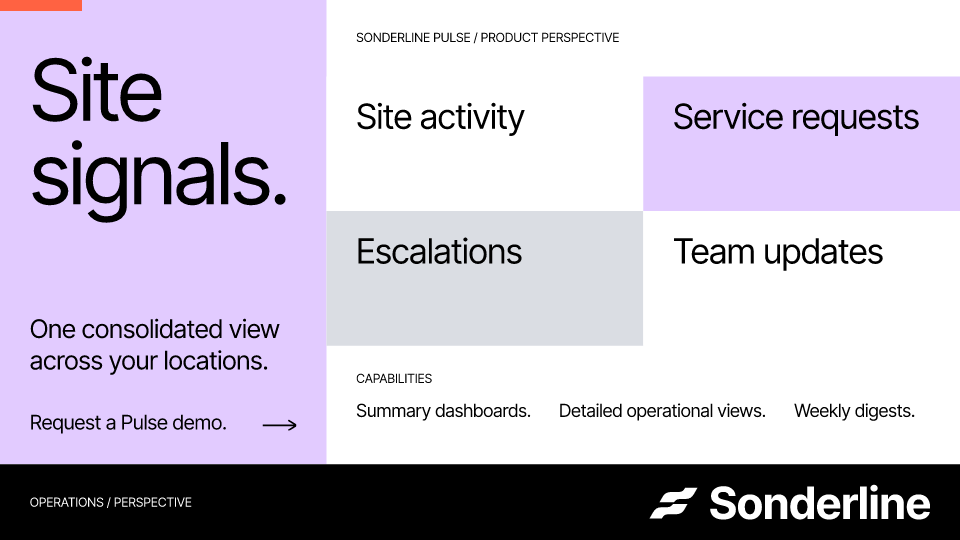 Site
signals.
One consolidated view
across your locations.
Request a Pulse demo.
SONDERLINE PULSE / PRODUCT PERSPECTIVE
Site activity
Service requests
Escalations
Team updates
CAPABILITIES
Summary dashboards.
Detailed operational views.
Weekly digests.
OPERATIONS / PERSPECTIVE
Sonderline